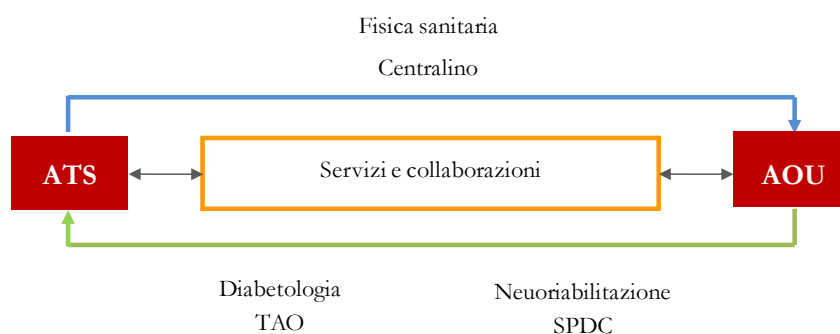 Fisica sanitaria
Centralino
ATS
Servizi e collaborazioni
AOU
Diabetologia
Neuoriabilitazione
TAO
SPDC